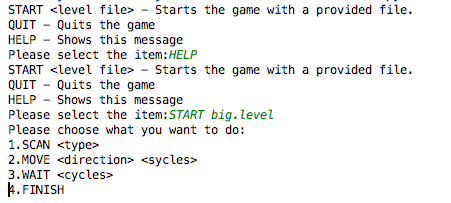 START <level file> – Starts the game with a provided file.
QUIT – Quits the game
HELP – Shows this message
Please select the item:HELP
START <level file> – Starts the game with a provided file.
QUIT – Quits the game
HELP – Shows this message
Please select the item:START big.level
Please choose what you want to do:
1.SCAN <type>
2.MOVE <direction> <sycles>
3.WAIT <cycles>
4.FINISH